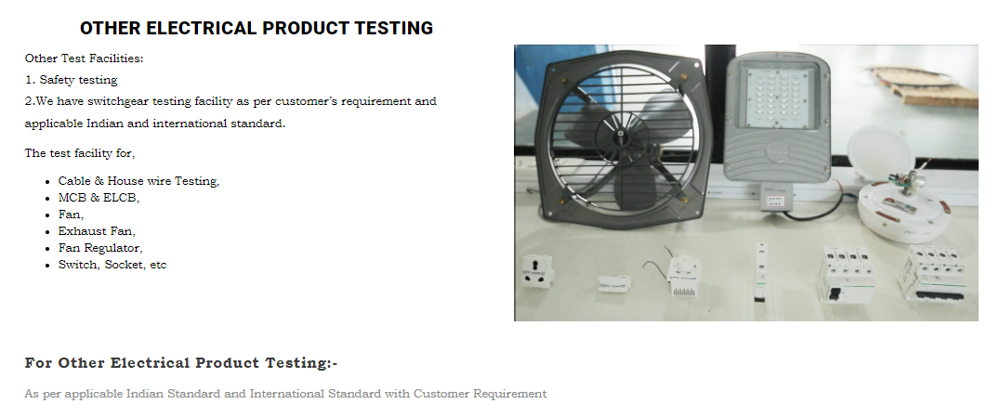 OTHER ELECTRICAL PRODUCT TESTING
Other Test Facilities:
1. Safety testing
2.We have switchgear testing facility as per customer’s requirement and
applicable Indian and international standard.
The test facility for,
• Cable & House wire Testing,
• MCB & ELCB,
• Fan,
• Exhaust Fan,
• Fan Regulator,
• Switch, Socket, etc
For Other Electrical Product Testing:-
As per applicable Indian Standard and International Standard with Customer Requirement